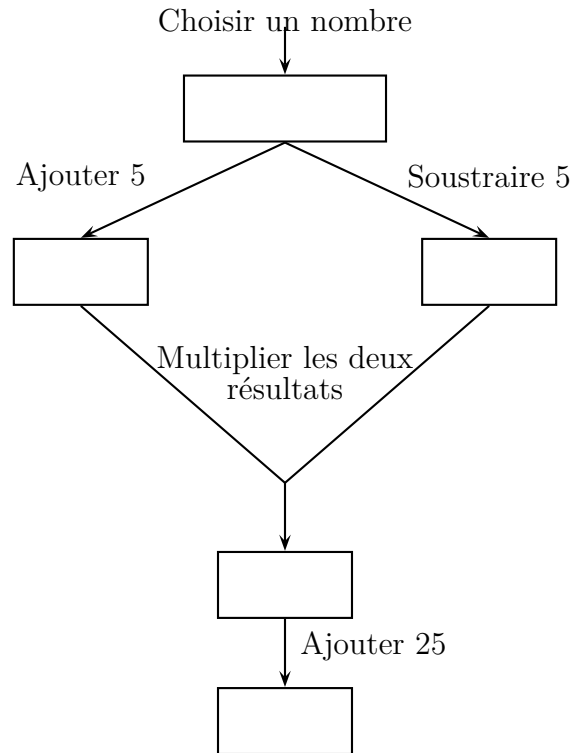 Choisir un nombre
Ajouter 5
Soustraire 5
Multiplier les deux
résultats
Ajouter 25